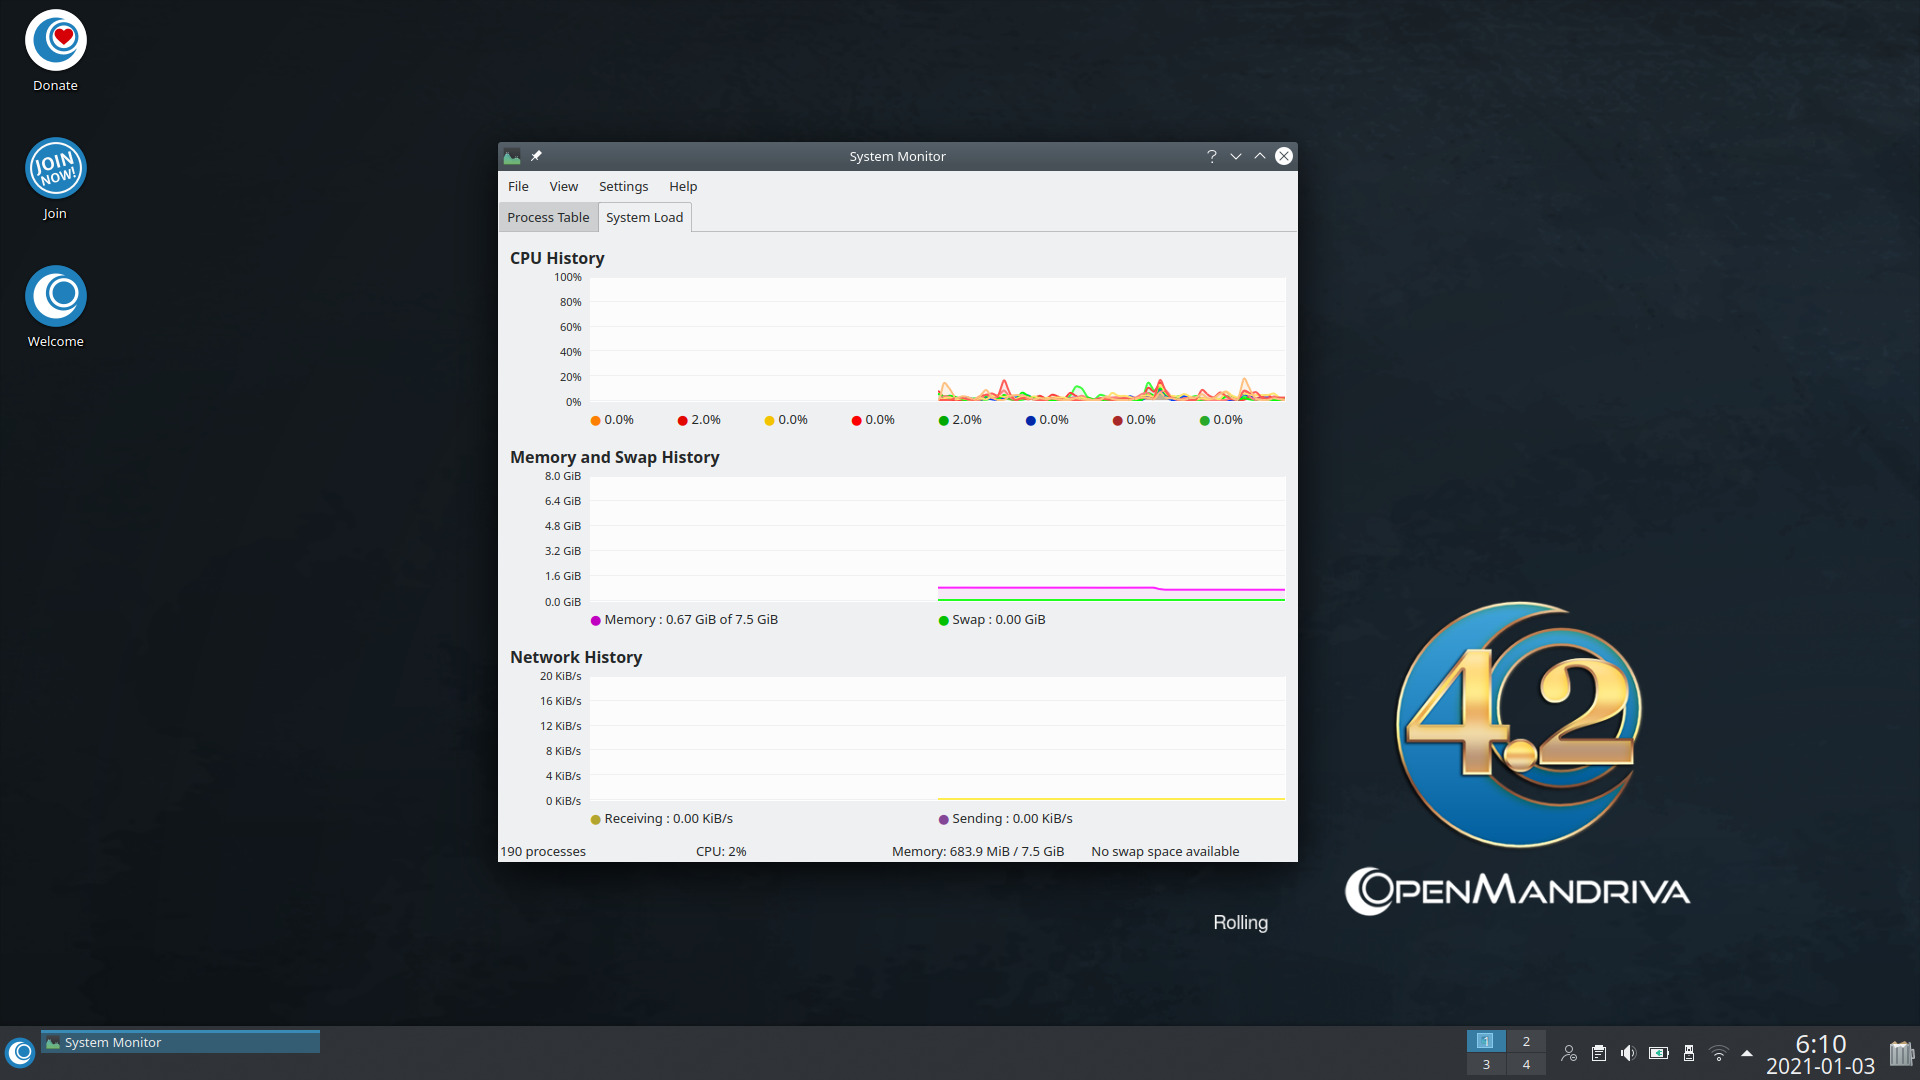 Donate
JOIN NOW!
Join
Welcome
System Monitor
File View Settings Help
Process Table System Load
CPU History
100%
80%
60%
40%
20%
0%
0.0% 2.0% 0.0% 0.0% 2.0% 0.0% 0.0% 0.0%
Memory and Swap History
8.0 GiB
6.4 GiB
4.8 GiB
3.2 GiB
1.6 GiB
0.0 GiB
Memory : 0.67 GiB of 7.5 GiB Swap : 0.00 GiB
Network History
20 KiB/s
16 KiB/s
12 KiB/s
8 KiB/s
4 KiB/s
0 KiB/s
Receiving : 0.00 KiB/s Sending : 0.00 KiB/s
190 processes CPU: 2% Memory: 683.9 MiB / 7.5 GiB No swap space available
4.2
OpenMandriva
Rolling
System Monitor
1 2
3 4
6:10
2021-01-03